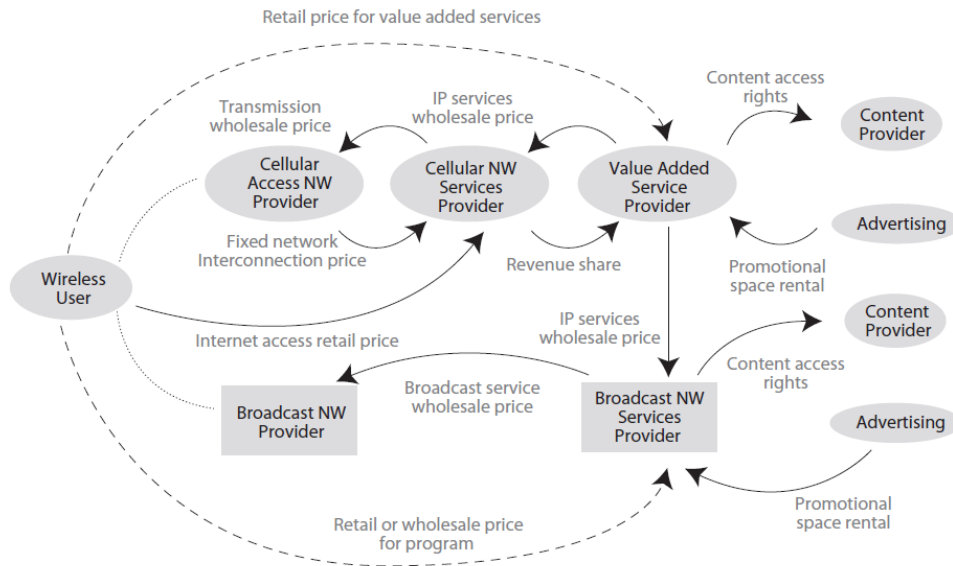 Retail price for value added services
Content access
rights
Transmission
wholesale price
IP services
wholesale price
Content
Provider
Cellular
Access NW
Provider
Cellular NW
Services
Provider
Value Added
Service
Provider
Advertising
Fixed network
Interconnection price
Revenue share
Promotional
space rental
Wireless
User
Content
Provider
Internet access retail price
IP services
wholesale price
Content access
rights
Broadcast service
wholesale price
Broadcast NW
Provider
Broadcast NW
Services
Provider
Advertising
Promotional
space rental
Retail or wholesale price
for program